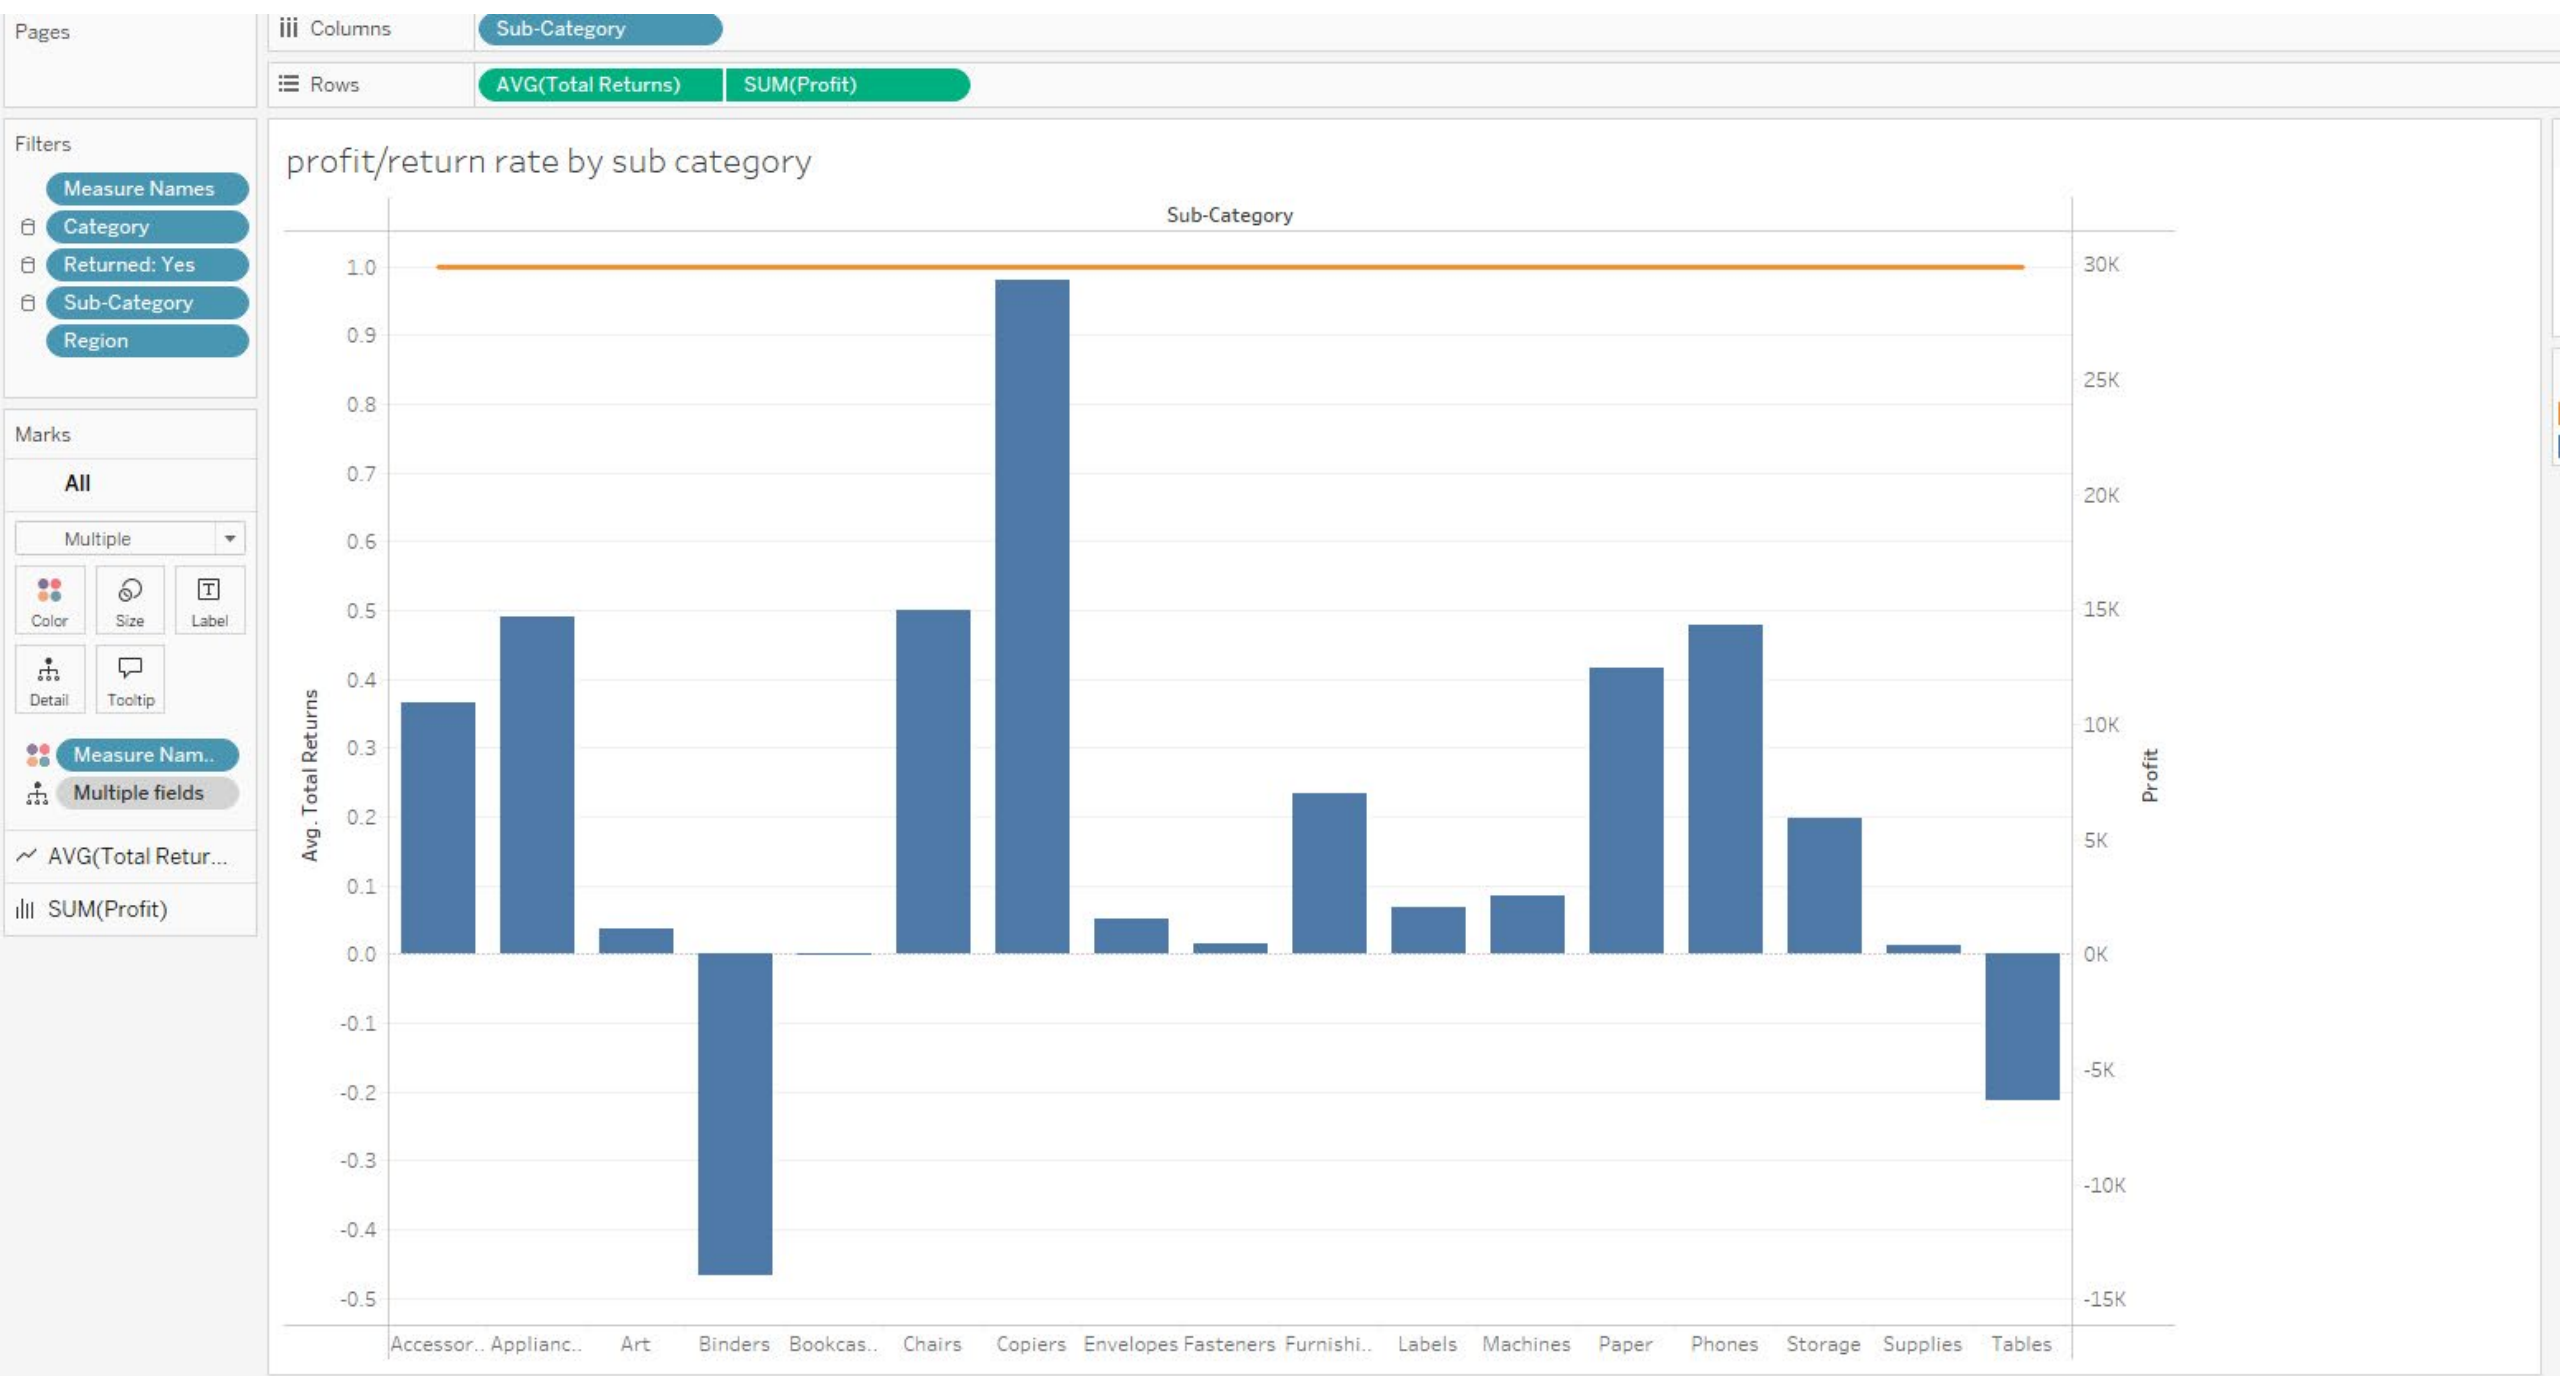 Pages
Columns
Sub-Category
Rows
AVG(Total Returns)
SUM(Profit)
Filters
Measure Names
Category
Returned: Yes
Sub-Category
Region
Marks
All
Multiple
Color
Size
Label
Detail
Tooltip
Measure Nam..
Multiple fields
AVG(Total Retur...
SUM(Profit)
profit/return rate by sub category
Sub-Category
Avg. Total Returns
1.0
0.9
0.8
0.7
0.6
0.5
0.4
0.3
0.2
0.1
0.0
-0.1
-0.2
-0.3
-0.4
-0.5
30K
25K
20K
15K
10K
5K
0K
-5K
-10K
-15K
Profit
Accessor.. Applianc.. Art Binders Bookcas.. Chairs Copiers Envelopes Fasteners Furnishi.. Labels Machines Paper Phones Storage Supplies Tables